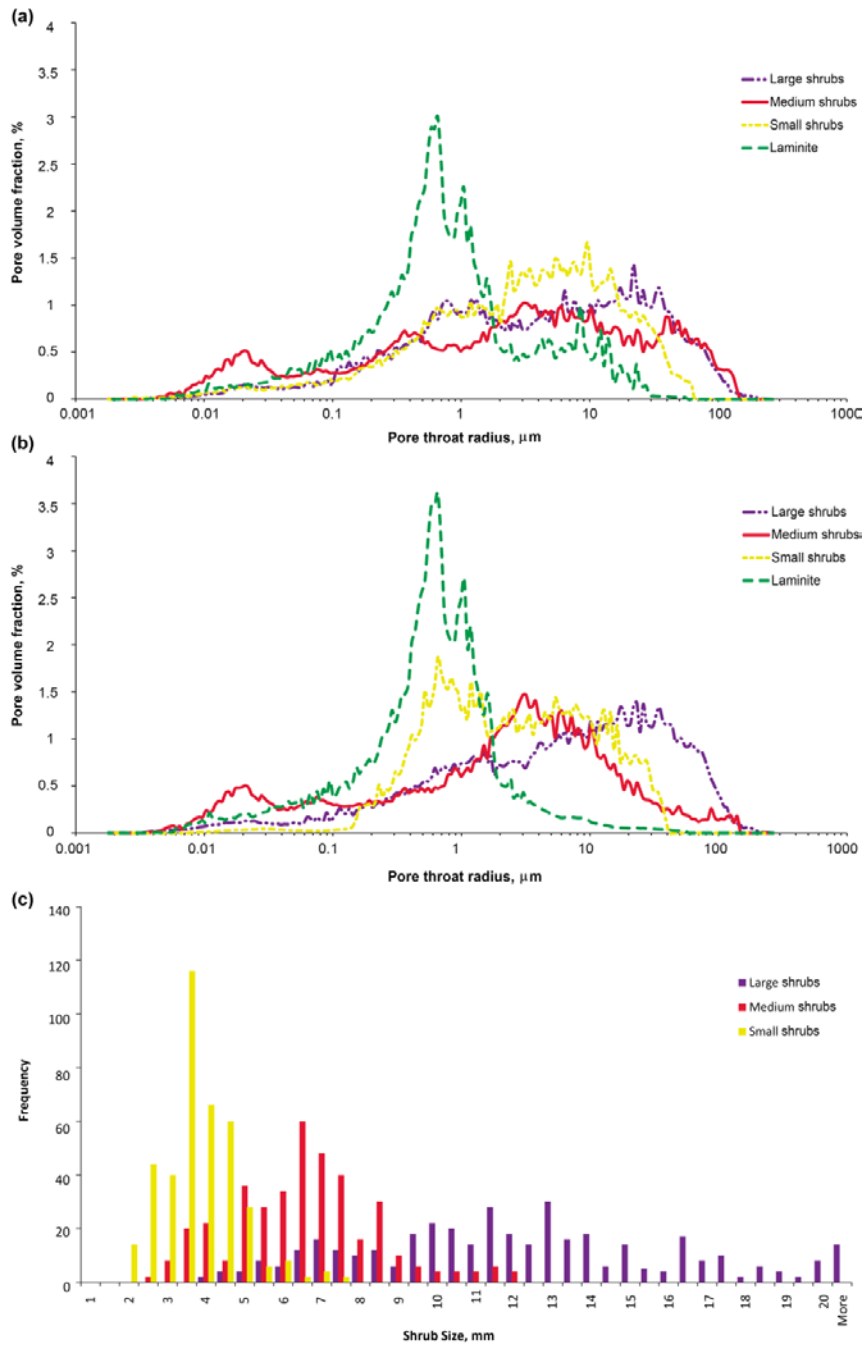 (a)
4
3.5
3
2.5
2
1.5
1
0.5
0
Pore volume fraction, %
Large shrubs
Medium shrubs
Small shrubs
Laminite
0.001 0.01 0.1 1 10 100 1000
Pore throat radius, μm
(b)
4
3.5
3
2.5
2
1.5
1
0.5
0
Pore volume fraction, %
Large shrubs
Medium shrubs
Small shrubs
Laminite
0.001 0.01 0.1 1 10 100 1000
Pore throat radius, μm
(c)
140
120
100
80
60
40
20
0
Frequency
Large shrubs
Medium shrubs
Small shrubs
1 2 3 4 5 6 7 8 9 10 11 12 13 14 15 16 17 18 19 20 More
Shrub Size, mm